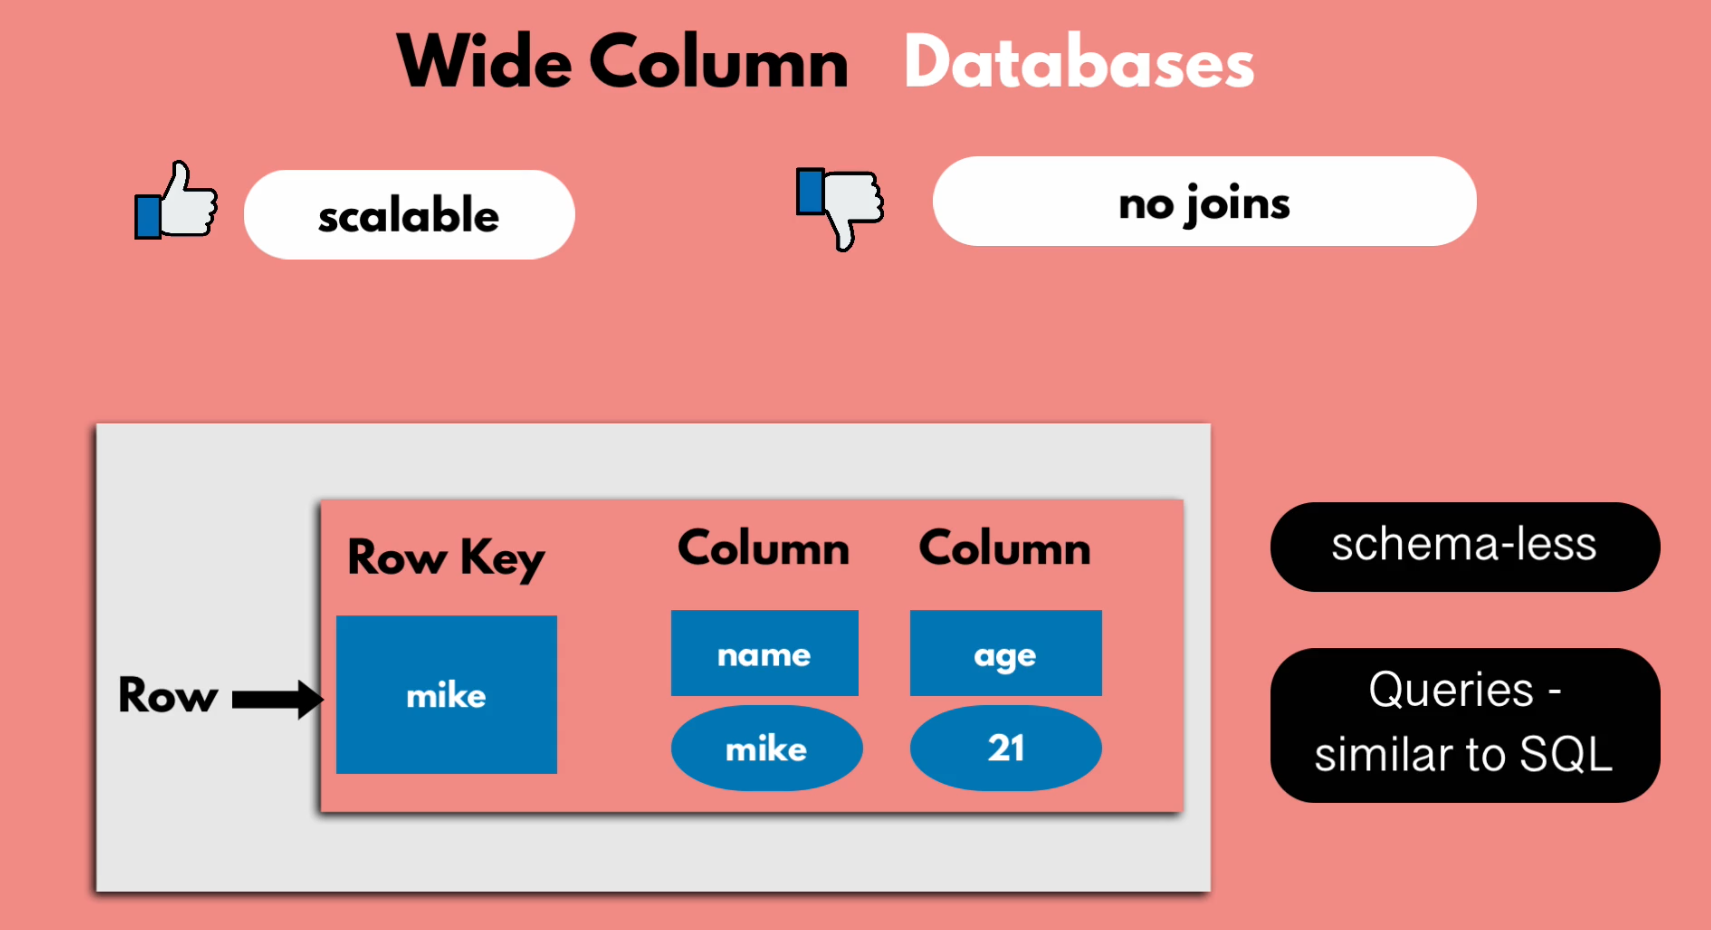 Wide Column Databases
scalable
no joins
Row Key
Column
Column
Row
mike
name
age
mike
21
schema-less
Queries -
similar to SQL